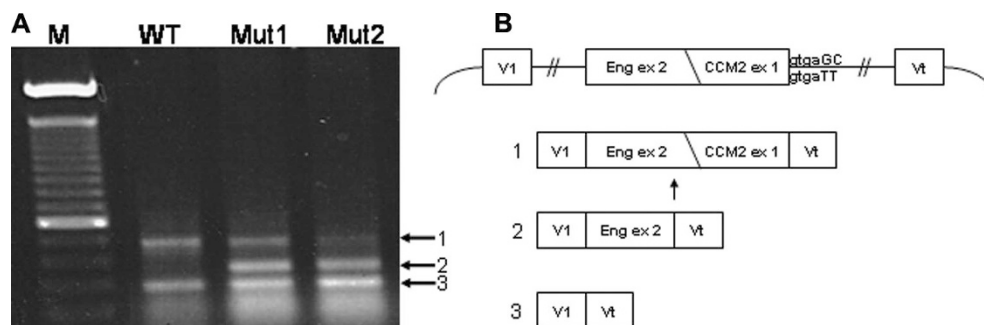 A
M WT Mut1 Mut2
1
2
3
B
V1 // Eng ex 2 CCM2 ex 1 gtgaGC // Vt
gtgaTT
1 V1 Eng ex 2 CCM2 ex 1 Vt
2 V1 Eng ex 2 Vt
3 V1 Vt